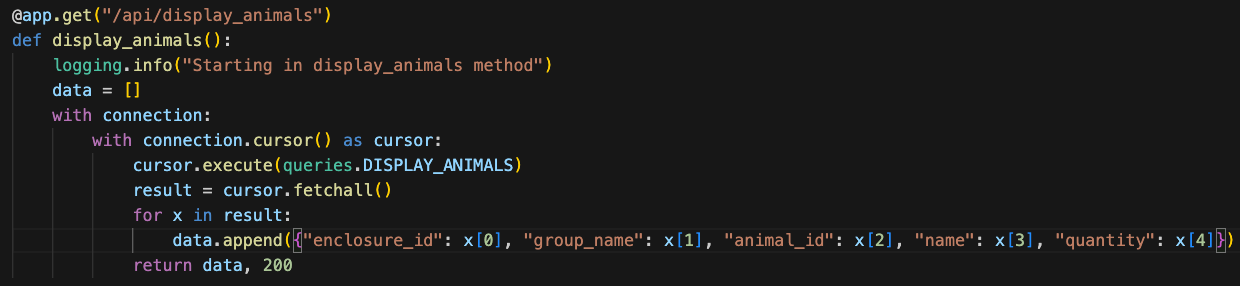 @app.get("/api/display_animals")
def display_animals():
    logging.info("Starting in display_animals method")
    data = []
    with connection:
        with connection.cursor() as cursor:
            cursor.execute(queries.DISPLAY_ANIMALS)
            result = cursor.fetchall()
            for x in result:
                data.append({"enclosure_id": x[0], "group_name": x[1], "animal_id": x[2], "name": x[3], "quantity": x[4]})
            return data, 200